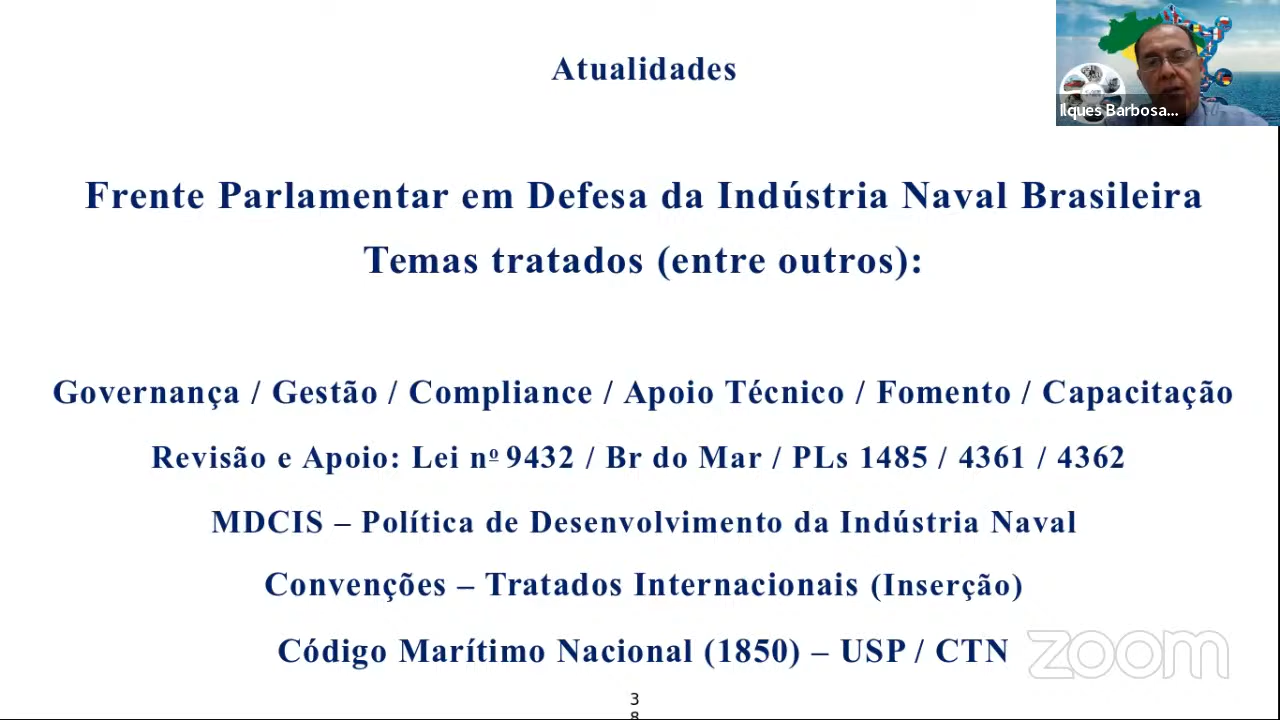 Atualidades
Ilques Barbosa...
Frente Parlamentar em Defesa da Indústria Naval Brasileira
Temas tratados (entre outros):
Governança / Gestão / Compliance / Apoio Técnico / Fomento / Capacitação
Revisão e Apoio: Lei nº 9432 / Br do Mar / PLs 1485 / 4361 / 4362
MDCIS – Política de Desenvolvimento da Indústria Naval
Convenções – Tratados Internacionais (Inserção)
Código Marítimo Nacional (1850) – USP / CTN
zoom
3
8